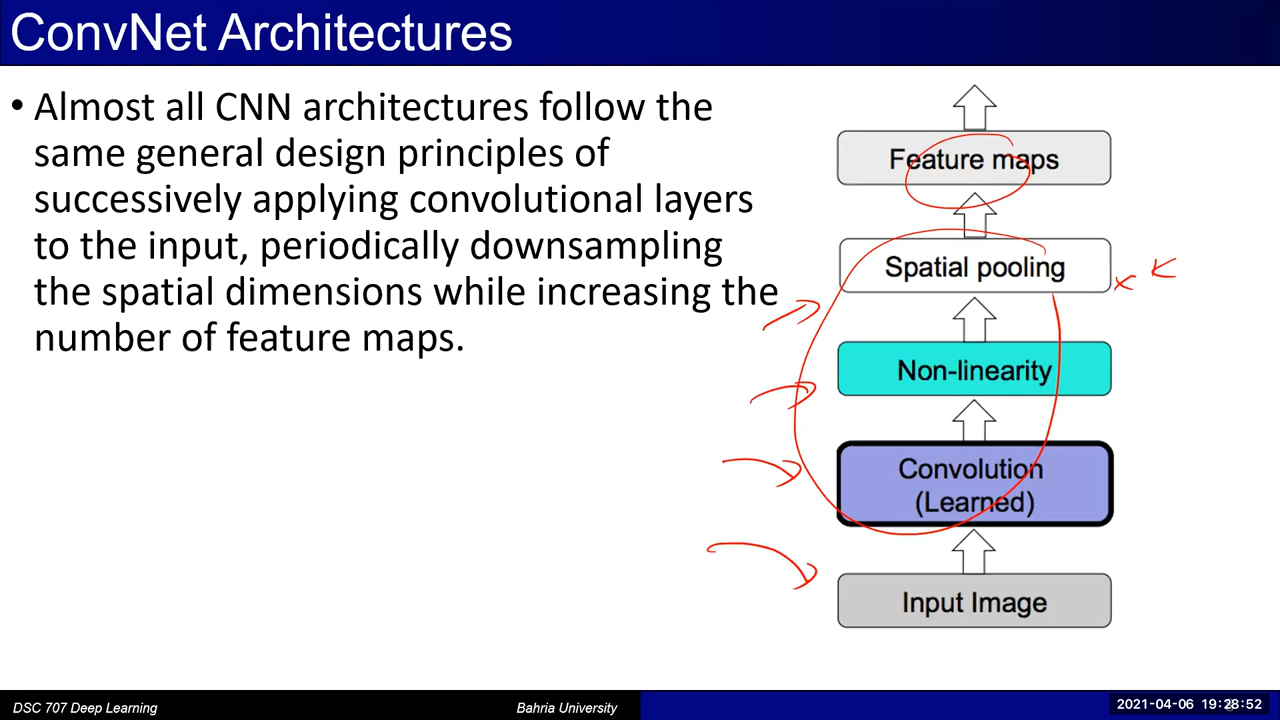 ConvNet Architectures
• Almost all CNN architectures follow the
same general design principles of
successively applying convolutional layers
to the input, periodically downsampling
the spatial dimensions while increasing the
number of feature maps.
Feature maps
Spatial pooling
Non-linearity
Convolution
(Learned)
Input Image
DSC 707 Deep Learning
Bahria University
2021-04-06 19:28:52